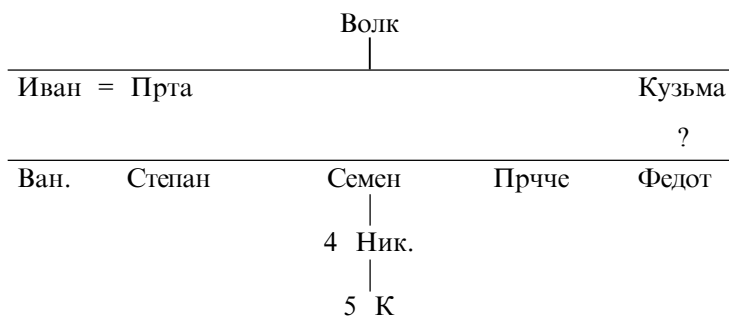 Волк
Иван = Прта Кузьма
?
Ван. Степан Семен Прчче Федот
4 Ник.
5 К